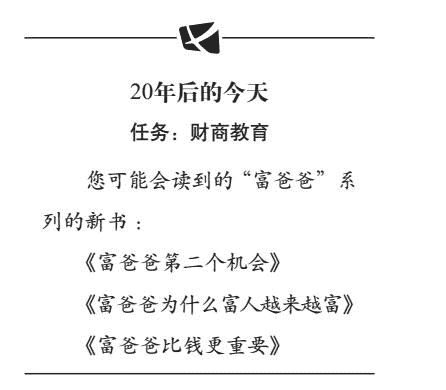 20年后的今天
任务：财商教育
您可能会读到的“富爸爸”系
列的新书：
《富爸爸第二个机会》
《富爸爸为什么富人越来越富》
《富爸爸比钱更重要》